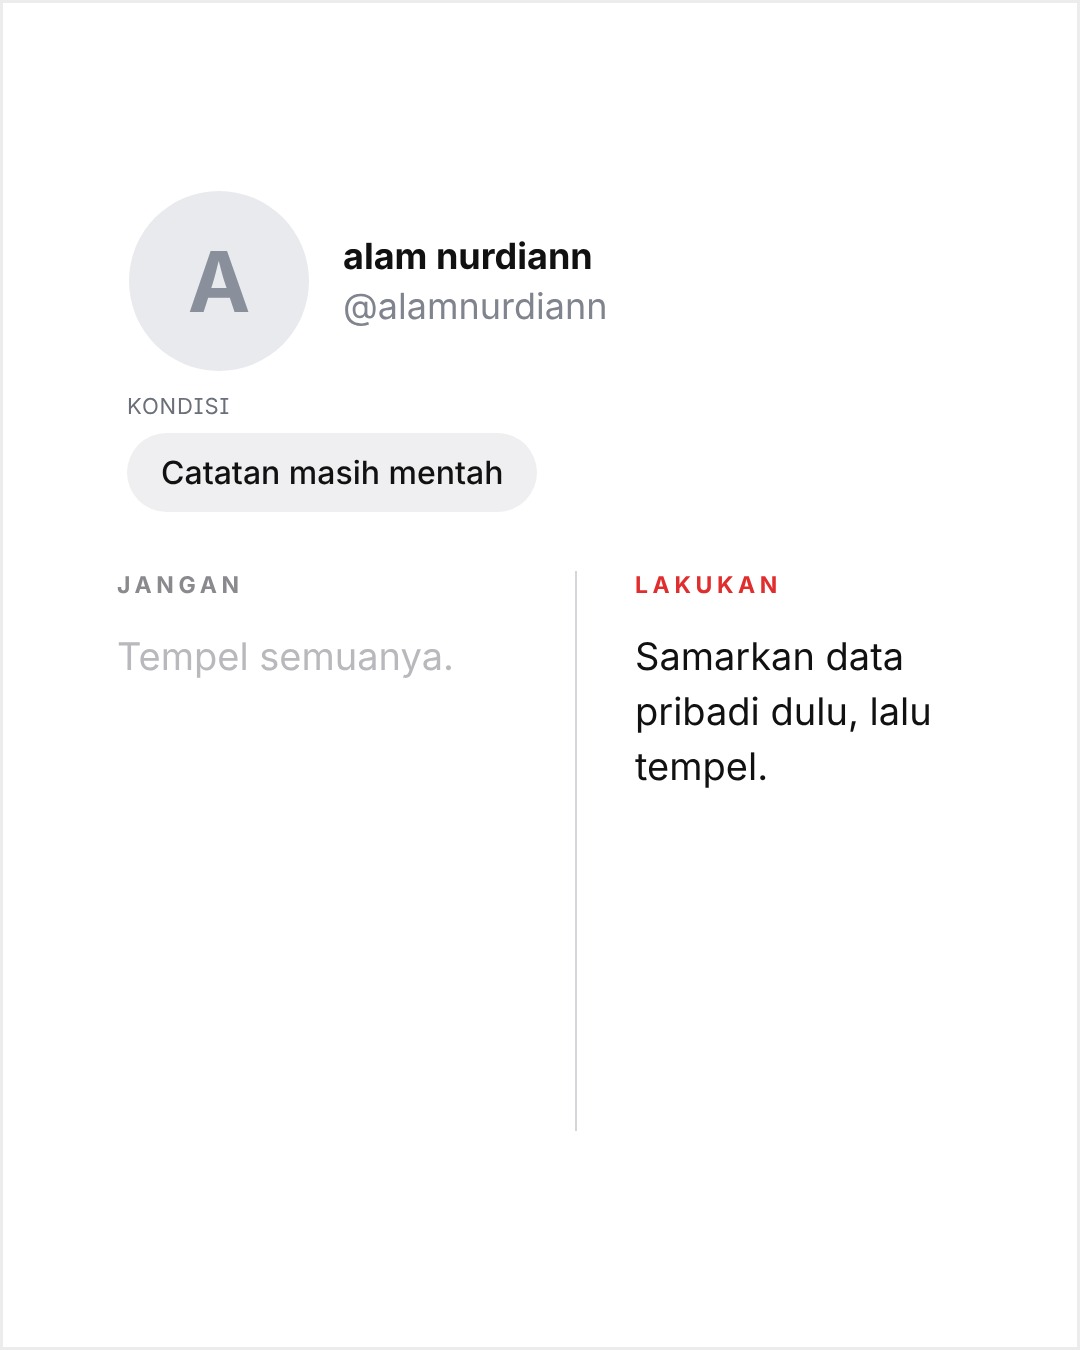 A
alam nurdiann
@alamnurdiann
KONDISI
Catatan masih mentah
JANGAN
Tempel semuanya.
LAKUKAN
Samarkan data
pribadi dulu, lalu
tempel.